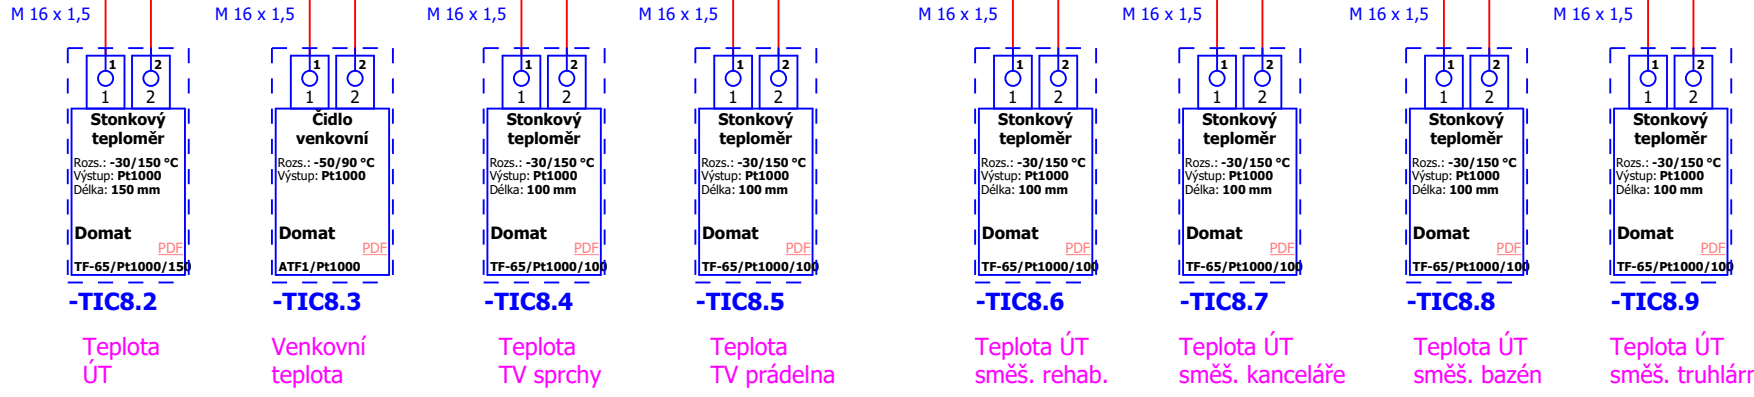 M 16 x 1,5
M 16 x 1,5
M 16 x 1,5
M 16 x 1,5
M 16 x 1,5
M 16 x 1,5
M 16 x 1,5
M 16 x 1,5
1 2
1 2
Stonkový
teploměr
Rozs.: -30/150 °C
Výstup: Pt1000
Délka: 150 mm
Domat
PDF
TF-65/Pt1000/150
-TIC8.2
Teplota
ÚT
1 2
1 2
Čidlo
venkovní
Rozs.: -50/90 °C
Výstup: Pt1000
Domat
PDF
ATF1/Pt1000
-TIC8.3
Venkovní
teplota
1 2
1 2
Stonkový
teploměr
Rozs.: -30/150 °C
Výstup: Pt1000
Délka: 100 mm
Domat
PDF
TF-65/Pt1000/100
-TIC8.4
Teplota
TV sprchy
1 2
1 2
Stonkový
teploměr
Rozs.: -30/150 °C
Výstup: Pt1000
Délka: 100 mm
Domat
PDF
TF-65/Pt1000/100
-TIC8.5
Teplota
TV prádelna
1 2
1 2
Stonkový
teploměr
Rozs.: -30/150 °C
Výstup: Pt1000
Délka: 100 mm
Domat
PDF
TF-65/Pt1000/100
-TIC8.6
Teplota ÚT
směš. rehab.
1 2
1 2
Stonkový
teploměr
Rozs.: -30/150 °C
Výstup: Pt1000
Délka: 100 mm
Domat
PDF
TF-65/Pt1000/100
-TIC8.7
Teplota ÚT
směš. kanceláře
1 2
1 2
Stonkový
teploměr
Rozs.: -30/150 °C
Výstup: Pt1000
Délka: 100 mm
Domat
PDF
TF-65/Pt1000/100
-TIC8.8
Teplota ÚT
směš. bazén
1 2
1 2
Stonkový
teploměr
Rozs.: -30/150 °C
Výstup: Pt1000
Délka: 100 mm
Domat
PDF
TF-65/Pt1000/100
-TIC8.9
Teplota ÚT
směš.